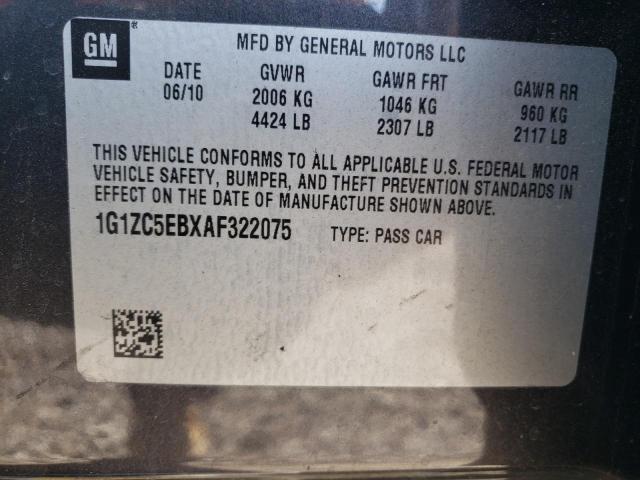 GM
MFD BY GENERAL MOTORS LLC
DATE GVWR GAWR FRT GAWR RR
06/10 2006 KG 1046 KG 960 KG
4424 LB 2307 LB 2117 LB
THIS VEHICLE CONFORMS TO ALL APPLICABLE U.S. FEDERAL MOTOR
VEHICLE SAFETY, BUMPER, AND THEFT PREVENTION STANDARDS IN
EFFECT ON THE DATE OF MANUFACTURE SHOWN ABOVE.
1G1ZC5EBXAF322075 TYPE: PASS CAR